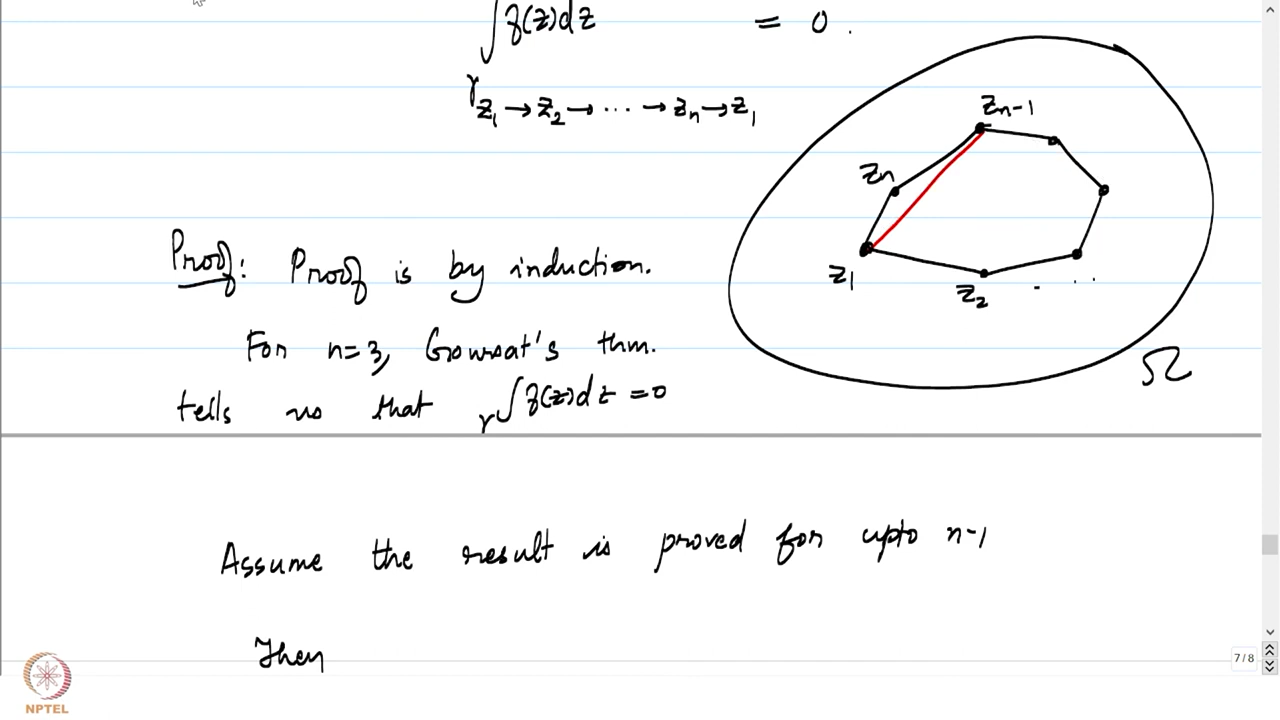 ∫f(z)dz = 0.
γ z₁→z₂→ ⋯ →zₙ→z₁
zₙ₋₁
zₙ
z₁
z₂
. . . .
Ω
Proof: Proof is by induction.
For n=3, Goursat's thm.
tells us that γ∫f(z)dz =0
Assume the result is proved for upto n-1
Then
7/8
NPTEL